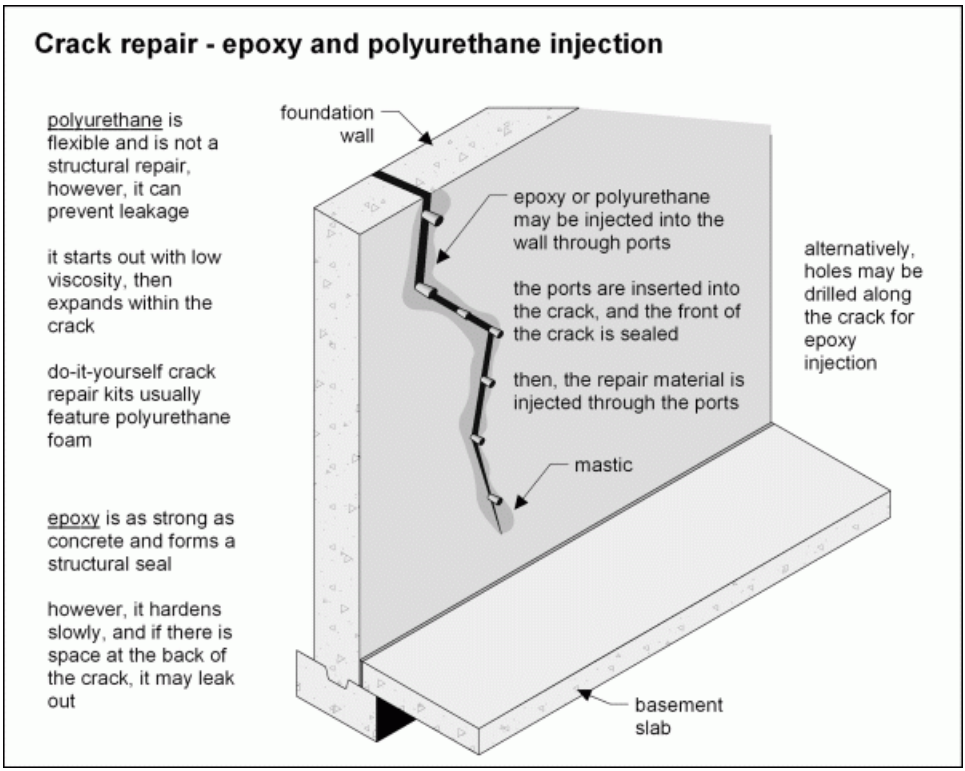 Crack repair - epoxy and polyurethane injection
polyurethane is
flexible and is not a
structural repair,
however, it can
prevent leakage
it starts out with low
viscosity, then
expands within the
crack
do-it-yourself crack
repair kits usually
feature polyurethane
foam
epoxy is as strong as
concrete and forms a
structural seal
however, it hardens
slowly, and if there is
space at the back of
the crack, it may leak
out
foundation
wall
epoxy or polyurethane
may be injected into the
wall through ports
the ports are inserted into
the crack, and the front of
the crack is sealed
then, the repair material is
injected through the ports
mastic
alternatively,
holes may be
drilled along
the crack for
epoxy
injection
basement
slab